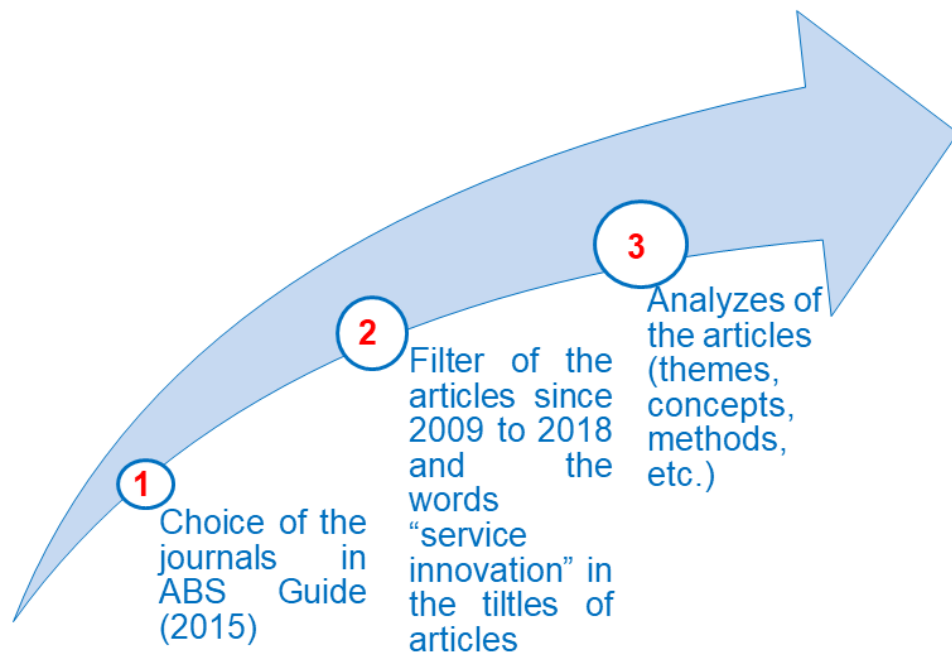 1
Choice of the
journals in
ABS Guide
(2015)
2
Filter of the
articles since
2009 to 2018
and the
words
“service
innovation” in
the tiltles of
articles
3
Analyzes of
the articles
(themes,
concepts,
methods,
etc.)